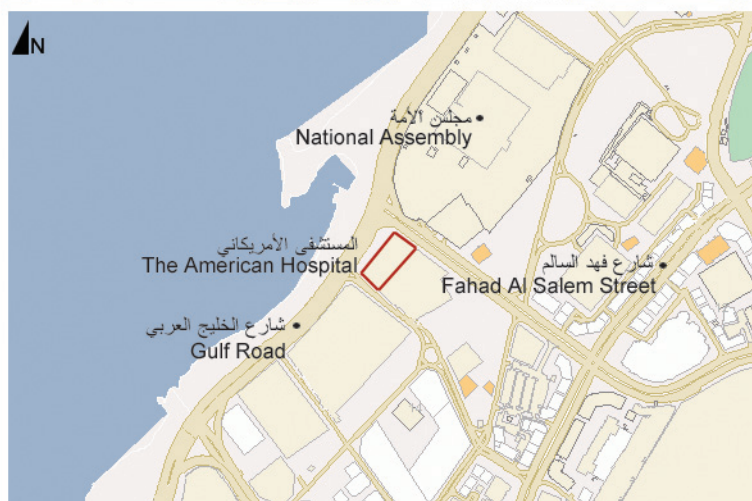 N
مجلس الأمة
National Assembly
المستشفى الأمريكاني
The American Hospital
شارع فهد السالم
Fahad Al Salem Street
شارع الخليج العربي
Gulf Road